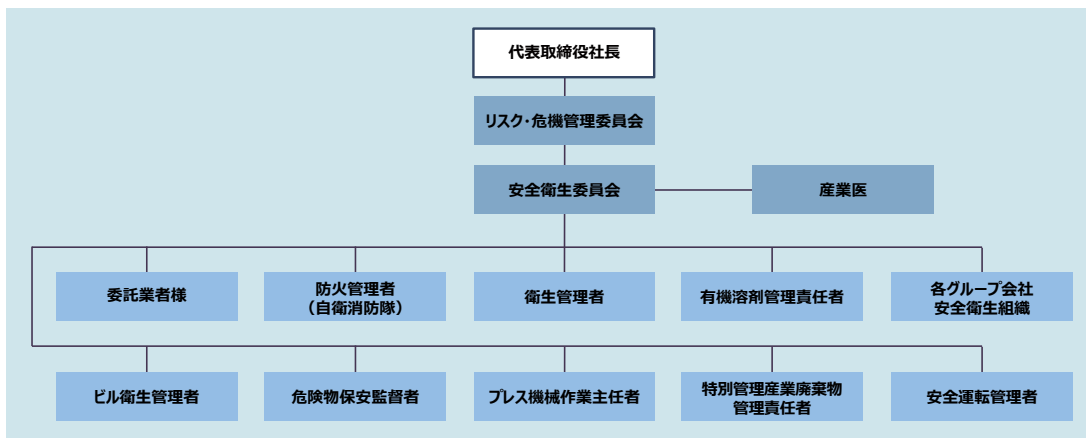 代表取締役社長
リスク・危機管理委員会
安全衛生委員会
産業医
委託業者様
防火管理者
（自衛消防隊）
衛生管理者
有機溶剤管理責任者
各グループ会社
安全衛生組織
ビル衛生管理者
危険物保安監督者
プレス機械作業主任者
特別管理産業廃棄物
管理責任者
安全運転管理者